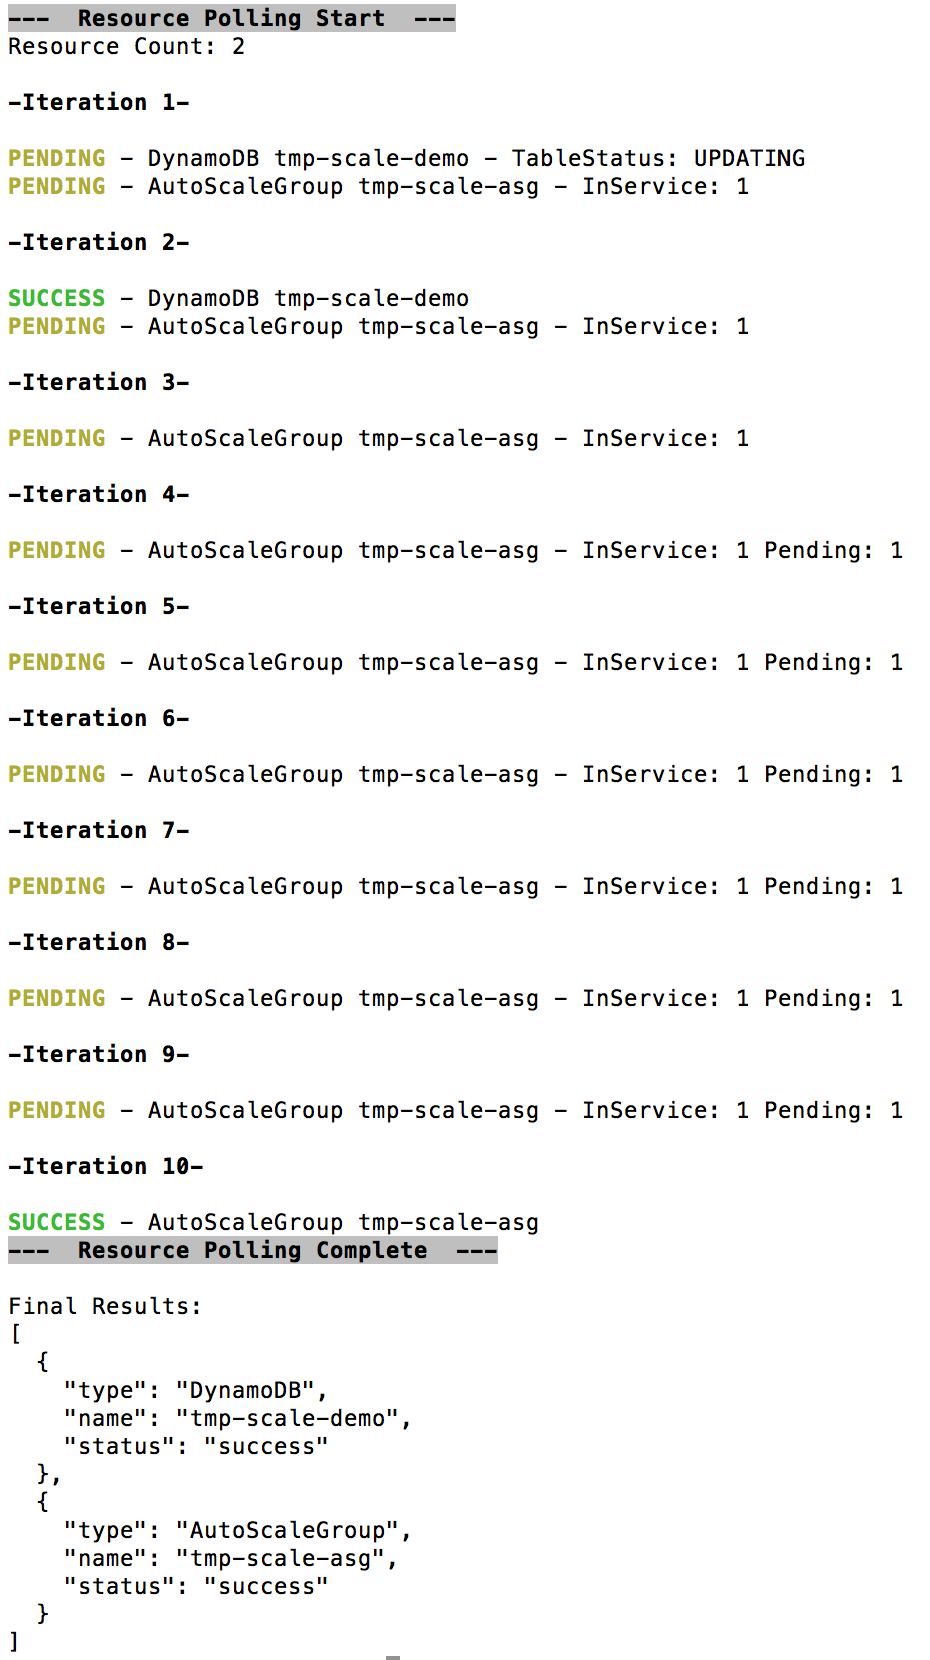 ---  Resource Polling Start  ---
Resource Count: 2

-Iteration 1-

PENDING - DynamoDB tmp-scale-demo - TableStatus: UPDATING
PENDING - AutoScaleGroup tmp-scale-asg - InService: 1

-Iteration 2-

SUCCESS - DynamoDB tmp-scale-demo
PENDING - AutoScaleGroup tmp-scale-asg - InService: 1

-Iteration 3-

PENDING - AutoScaleGroup tmp-scale-asg - InService: 1

-Iteration 4-

PENDING - AutoScaleGroup tmp-scale-asg - InService: 1 Pending: 1

-Iteration 5-

PENDING - AutoScaleGroup tmp-scale-asg - InService: 1 Pending: 1

-Iteration 6-

PENDING - AutoScaleGroup tmp-scale-asg - InService: 1 Pending: 1

-Iteration 7-

PENDING - AutoScaleGroup tmp-scale-asg - InService: 1 Pending: 1

-Iteration 8-

PENDING - AutoScaleGroup tmp-scale-asg - InService: 1 Pending: 1

-Iteration 9-

PENDING - AutoScaleGroup tmp-scale-asg - InService: 1 Pending: 1

-Iteration 10-

SUCCESS - AutoScaleGroup tmp-scale-asg
---  Resource Polling Complete  ---

Final Results:
[
  {
    "type": "DynamoDB",
    "name": "tmp-scale-demo",
    "status": "success"
  },
  {
    "type": "AutoScaleGroup",
    "name": "tmp-scale-asg",
    "status": "success"
  }
]